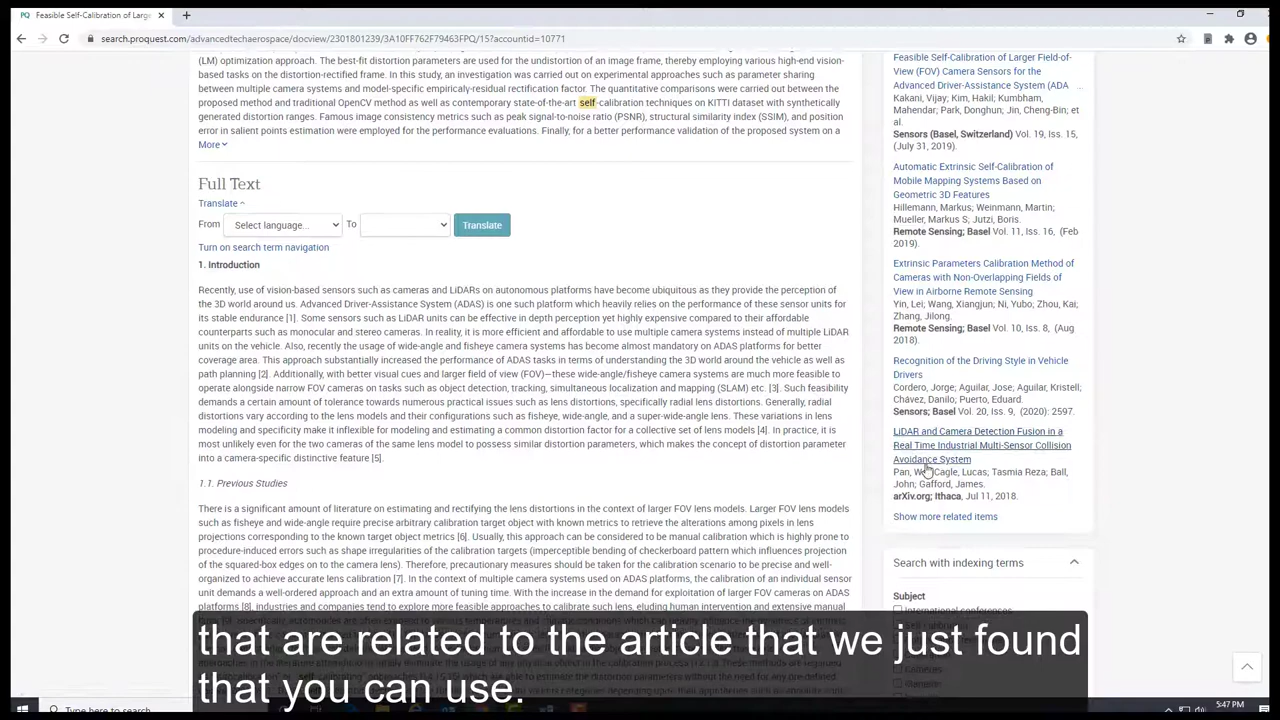 PQ Feasible Self-Calibration of Large
search.proquest.com/advancedtechaerospace/docview/2301801239/3A10FF762F79463FPQ/15?accountid=10771
(LM) optimization approach. The best-fit distortion parameters are used for the undistortion of an image frame, thereby employing various high-end vision-
based tasks on the distortion-rectified frame. In this study, an investigation was carried out on experimental approaches such as parameter sharing
between multiple camera systems and model-specific empiricaly-residual rectification factor. The quantitative comparisons were carried out between the
proposed method, old traditional OpenCV method as well as contemporary state-of-the-art self-calibration techniques on KITTI dataset with synthetically
generated distortion ranges. Famous image consistency metrics such as peak signal-to-noise ratio (PSNR), structural similarity index (SSIM), and position
error in salient points estimation were employed for the performance evaluations. Finally, for a better performance validation of the proposed system on a
More
Full Text
Translate
From Select language... To Translate
Turn on search term navigation
1. Introduction
Recently, use of vision-based sensors such as cameras and LiDARs on autonomous platforms have become ubiquitous as they provide the perception of
the 3D world around us. Advanced Driver-Assistance System (ADAS) is one such platform which heavily relies on the performance of these sensor units for
its stable endurance [1]. Some sensors such as LiDAR units can be effective in depth perception yet highly expensive compared to their affordable
counterparts such as monocular and stereo cameras. In reality, it is more efficient and affordable to use multiple camera systems instead of multiple LiDAR
units on the vehicle. Also, recently the usage of wide-angle and fisheye camera systems has become almost mandatory on ADAS platforms for better
coverage area. This approach substantially increased the performance of ADAS tasks in terms of understanding the 3D world around the vehicle as well as
path planning [2]. Additionally, with better visual cues and larger field of view (FOV)—these wide-angle/fisheye camera systems are much more feasible to
operate alongside narrow FOV cameras on tasks such as object detection, tracking, simultaneous localization and mapping (SLAM) etc. [3]. Such feasibility
demands a certain amount of tolerance towards numerous practical issues such as lens distortions, specifically radial lens distortions. Generally, radial
distortions vary according to the lens models and their configurations such as fisheye, wide-angle, and a super-wide-angle lens. These variations in lens
modeling and specificity make it inflexible for modeling and estimating a common distortion factor for a collective set of lens models [4]. In practice, it is
most unlikely even for the two cameras of the same lens model to possess similar distortion parameters, which makes the concept of distortion parameter
into a camera-specific distinctive feature [5].
1.1. Previous Studies
There is a significant amount of literature on estimating and rectifying the lens distortions in the context of larger FOV lens models. Larger FOV lens models
such as fisheye and wide-angle require precise arbitrary calibration target object with known metrics to retrieve the alterations among pixels in lens
projections corresponding to the known target object metrics [6]. Usually, this approach can be considered to be manual calibration which is highly prone to
procedure-induced errors such as shape irregularities of the calibration targets (imperceptible bending of checkerboard pattern which influences projection
of the squared-box edges on to the camera lens). Therefore, precautionary measures should be taken for the calibration scenario to be precise and well-
organized to achieve accurate lens calibration [7]. In the context of multiple camera systems used on ADAS platforms, the calibration of an individual sensor
unit demands a well-ordered approach and an extra amount of tuning time. With the increase in the demand for exploitation of larger FOV cameras on ADAS
platforms [8], industries and companies tend to explore more feasible approaches to calibrate such lens, eluding human intervention and extensive manual
Feasible Self-Calibration of Larger Field-of-
View (FOV) Camera Sensors for the
Advanced Driver-Assistance System (ADA ...
Kakani, Vijay; Kim, Hakil; Kumbham,
Mahendar; Park, Donghun; Jin, Cheng-Bin; et
al.
Sensors (Basel, Switzerland) Vol. 19, Iss. 15,
(July 31, 2019).
Automatic Extrinsic Self-Calibration of
Mobile Mapping Systems Based on
Geometric 3D Features
Hillemann, Markus; Weinmann, Martin;
Mueller, Markus S; Jutzi, Boris.
Remote Sensing; Basel Vol. 11, Iss. 16, (Feb
2019).
Extrinsic Parameters Calibration Method of
Cameras with Non-Overlapping Fields of
View in Airborne Remote Sensing
Yin, Lei; Wang, Xiangjun; Ni, Yubo; Zhou, Kai;
Zhang, Jilong.
Remote Sensing; Basel Vol. 10, Iss. 8, (Aug
2018).
Recognition of the Driving Style in Vehicle
Drivers
Cordero, Jorge; Aguilar, Jose; Aguilar, Kristell;
Chávez, Danilo; Puerto, Eduard.
Sensors; Basel Vol. 20, Iss. 9, (2020): 2597.
LiDAR and Camera Detection Fusion in a
Real Time Industrial Multi-Sensor Collision
Avoidance System
Pan, Cagle, Lucas; Tasmia Reza; Ball,
John; Gafford, James.
arXiv.org; Ithaca, Jul 11, 2018.
Show more related items
Search with indexing terms
Subject
International conferences
that are related to the article that we just found
that you can use.
Type here to search
5:47 PM